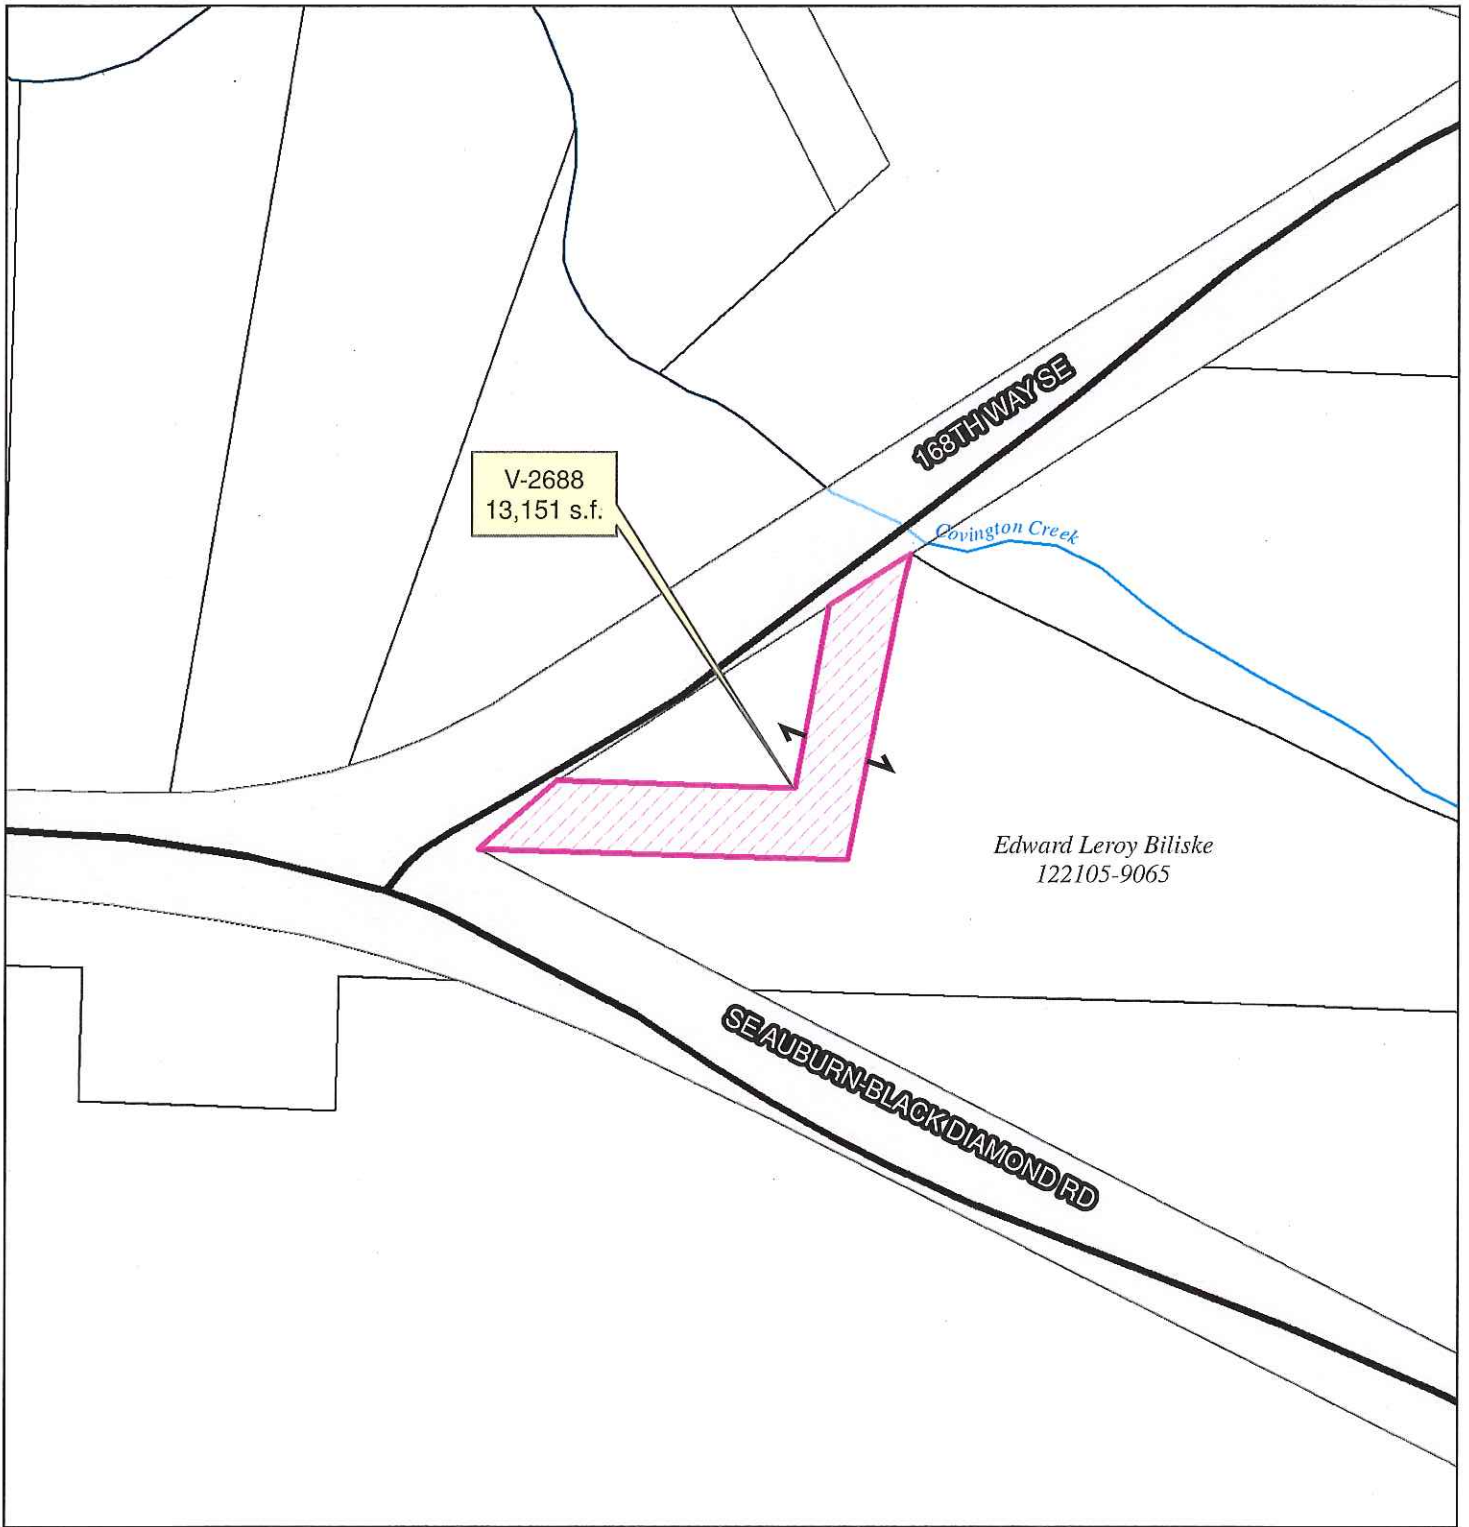 168TH WAY SE
V-2688
13,151 s.f.
Covington Creek
Edward Leroy Biliske
122105-9065
SE AUBURN-BLACK DIAMOND RD